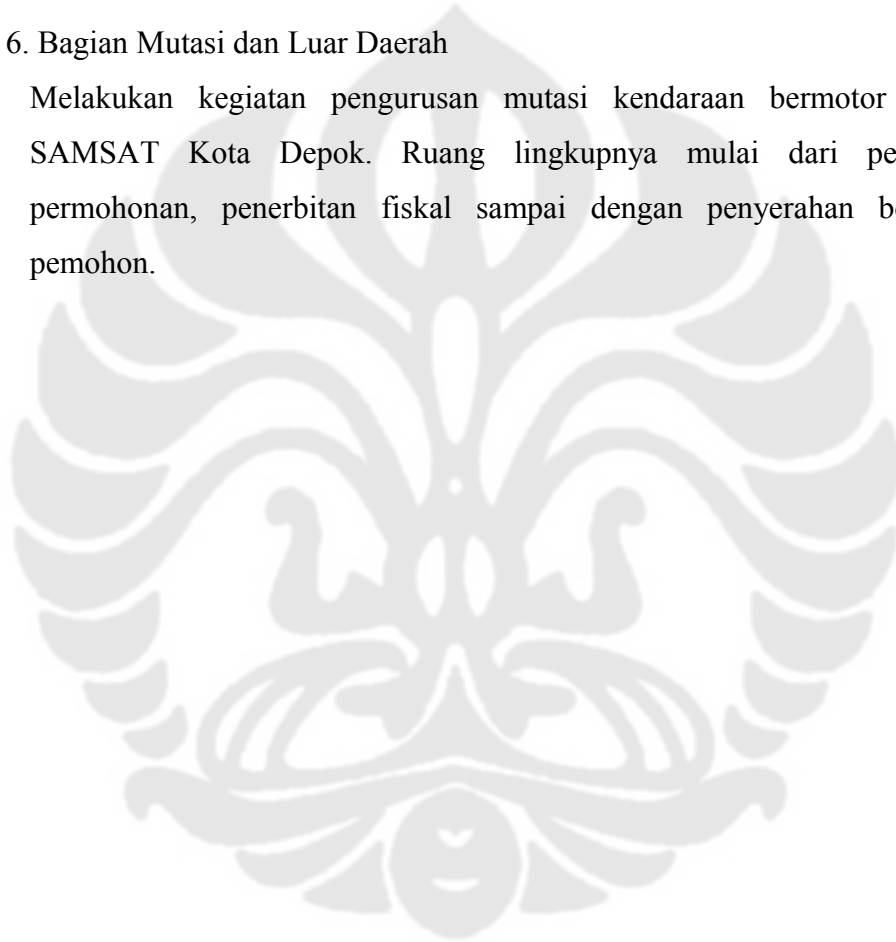 6. Bagian Mutasi dan Luar Daerah
Melakukan kegiatan pengurusan mutasi kendaraan bermotor
SAMSAT Kota Depok. Ruang lingkupnya mulai dari
permohonan, penerbitan fiskal sampai dengan penyerahan
pemohon.